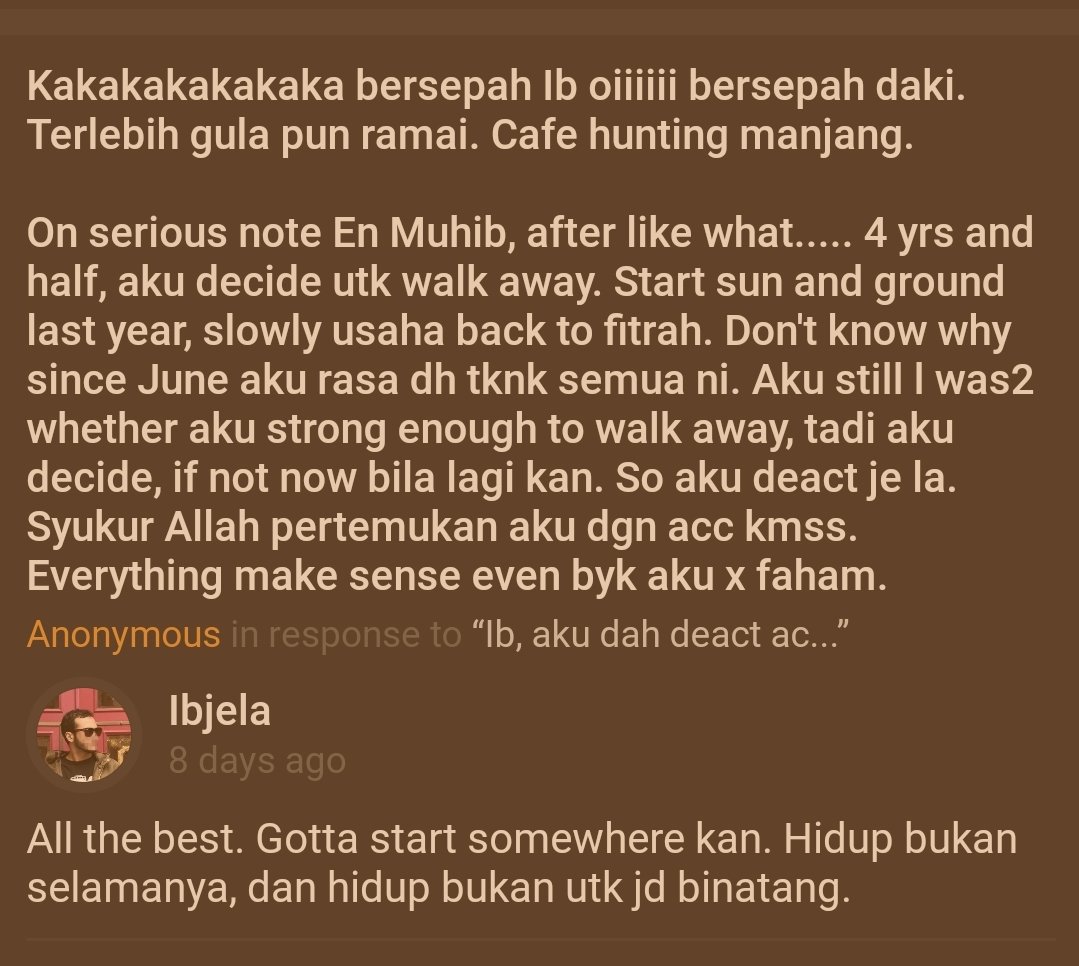 Kakakakakakaka bersepah Ib oiiiiii bersepah daki.
Terlebih gula pun ramai. Cafe hunting manjang.
On serious note En Muhib, after like what..... 4 yrs and
half, aku decide utk walk away. Start sun and ground
last year, slowly usaha back to fitrah. Don't know why
since June aku rasa dh tknk semua ni. Aku still l was2
whether aku strong enough to walk away, tadi aku
decide, if not now bila lagi kan. So aku deact je la.
Syukur Allah pertemukan aku dgn acc kmss.
Everything make sense even byk aku x faham.
Anonymous in response to “Ib, aku dah deact ac...”
Ibjela
8 days ago
All the best. Gotta start somewhere kan. Hidup bukan
selamanya, dan hidup bukan utk jd binatang.